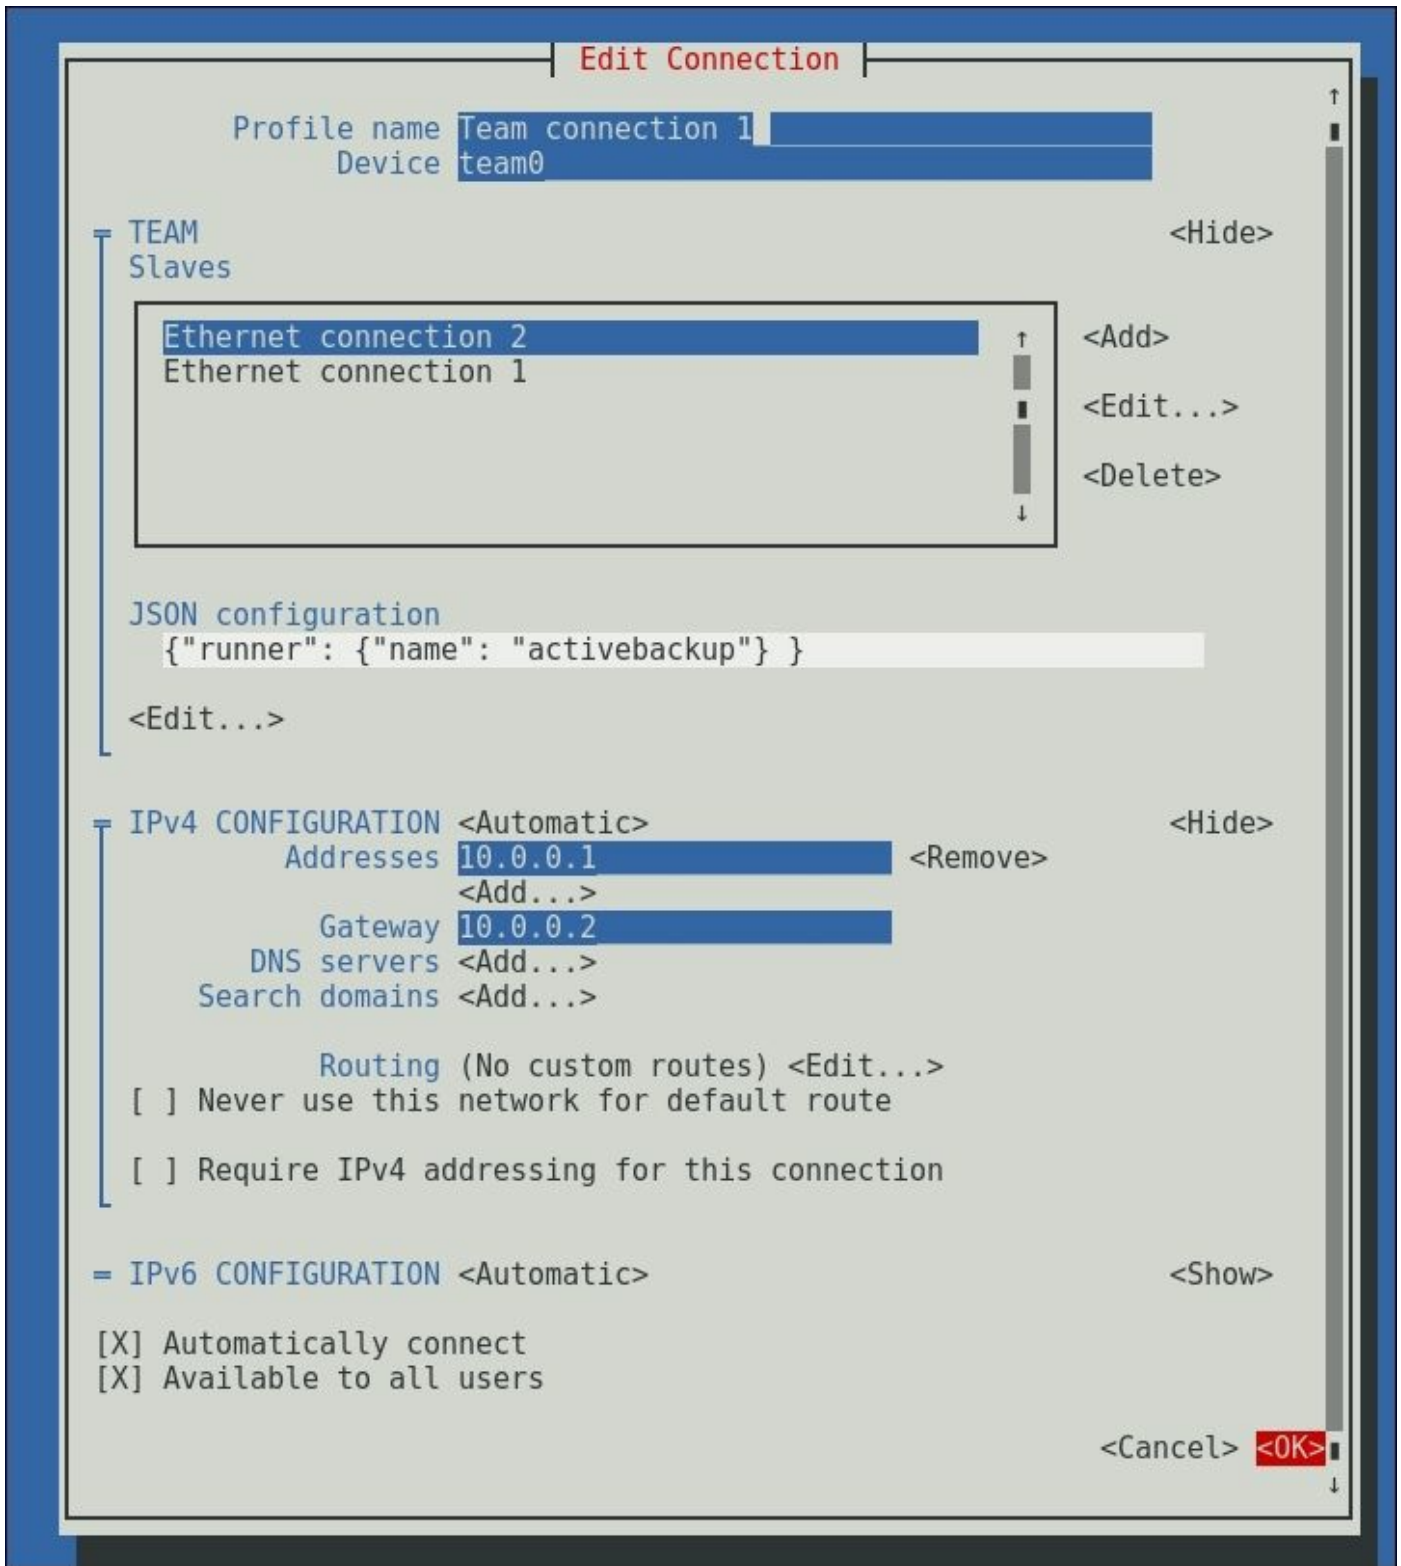 Edit Connection
Profile name Team connection 1
Device team0
TEAM <Hide>
Slaves
Ethernet connection 2 <Add>
Ethernet connection 1
<Edit...>
<Delete>
JSON configuration
{"runner": {"name": "activebackup"} }
<Edit...>
IPv4 CONFIGURATION <Automatic> <Hide>
Addresses 10.0.0.1 <Remove>
<Add...>
Gateway 10.0.0.2
DNS servers <Add...>
Search domains <Add...>
Routing (No custom routes) <Edit...>
[ ] Never use this network for default route
[ ] Require IPv4 addressing for this connection
IPv6 CONFIGURATION <Automatic> <Show>
[X] Automatically connect
[X] Available to all users
<Cancel> <OK>